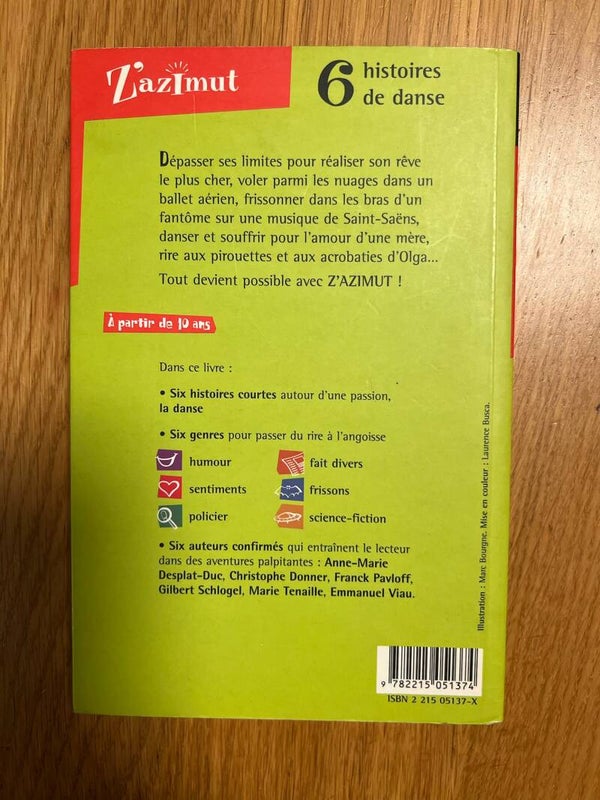 Z'azimut
6 histoires
de danse
Dépasser ses limites pour réaliser son rêve
le plus cher, voler parmi les nuages dans un
ballet aérien, frissonner dans les bras d'un
fantôme sur une musique de Saint-Saëns,
danser et souffrir pour l'amour d'une mère,
rire aux pirouettes et aux acrobaties d'Olga...
Tout devient possible avec Z'AZIMUT !
À partir de 10 ans
Dans ce livre :
• Six histoires courtes autour d'une passion,
la danse
• Six genres pour passer du rire à l'angoisse
humour
fait divers
sentiments
frissons
policier
science-fiction
• Six auteurs confirmés qui entraînent le lecteur
dans des aventures palpitantes : Anne-Marie
Desplat-Duc, Christophe Donner, Franck Pavloff,
Gilbert Schlogel, Marie Tenaille, Emmanuel Viau.
Illustration : Marc Bourgne. Mise en couleur : Laurence Busca.
9 782215 051374
ISBN 2 215 05137-X